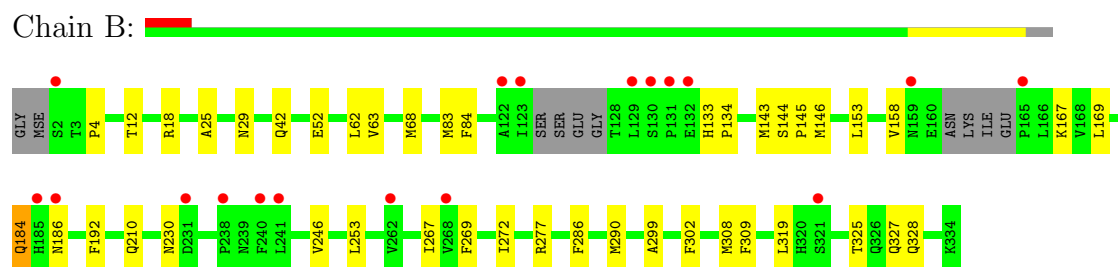 Chain B:
GLY MSE S2 T3 P4 T12 R18 A25 N29 Q42 E52 L62 V63 M68 M83 F84 A122 I123 SER SER GLU GLY T128 L129 S130 P131 E132 H133 P134 M143 S144 P145 M146 L153 V158 N159 E160 ASN LYS ILE GLU P165 L166 K167 V168 L169
Q184 H185 N186 F192 Q210 N230 D231 P238 N239 F240 L241 V246 L253 V262 I267 V268 F269 I272 R277 F286 M290 A299 F302 M308 F309 L319 H320 S321 T325 Q326 Q327 Q328 K334